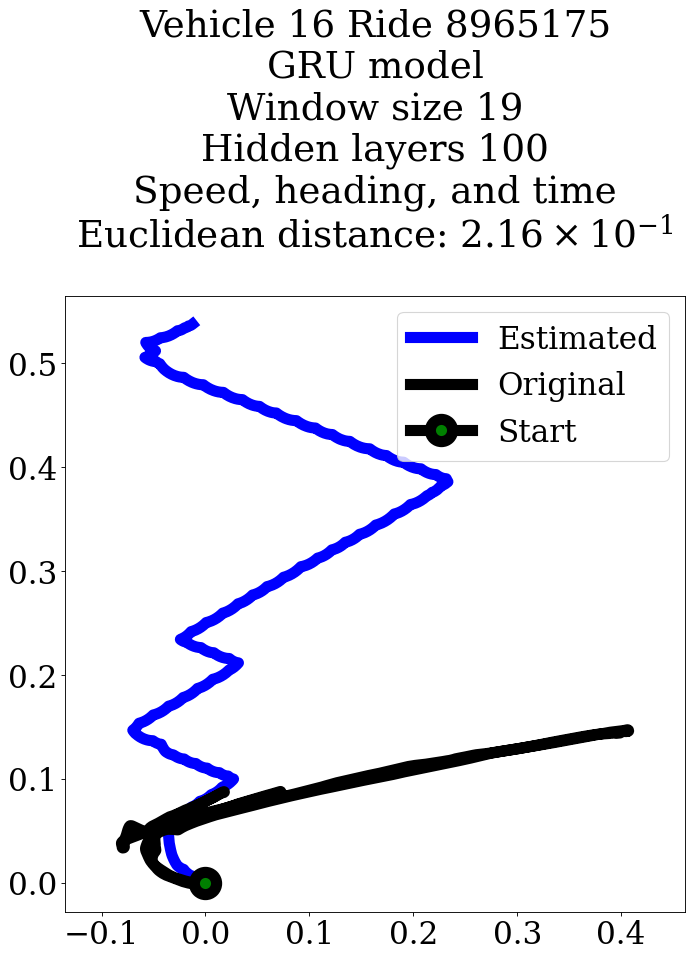 Vehicle 16 Ride 8965175
GRU model
Window size 19
Hidden layers 100
Speed, heading, and time
Euclidean distance: 2.16 × 10⁻¹
Estimated
Original
Start
0.5
0.4
0.3
0.2
0.1
0.0
−0.1 0.0 0.1 0.2 0.3 0.4